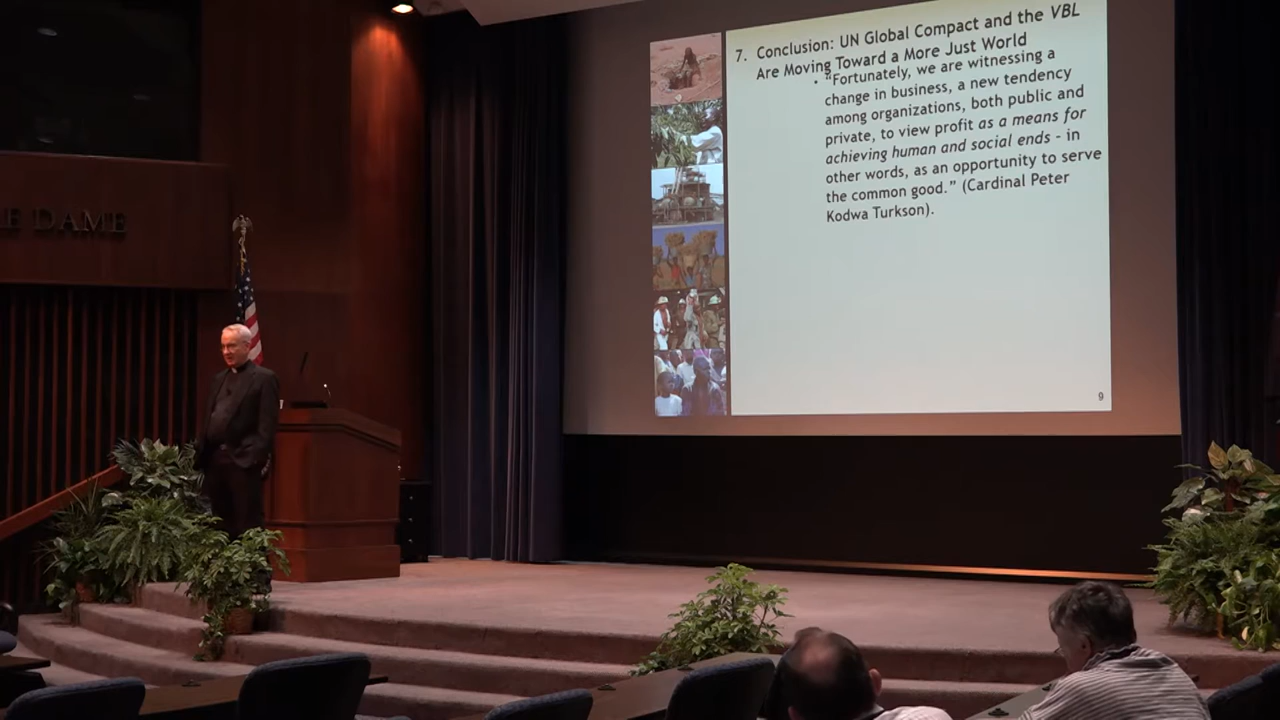 E DAME
7. Conclusion: UN Global Compact and the VBL
Are Moving Toward a More Just World
• “Fortunately, we are witnessing a
change in business, a new tendency
among organizations, both public and
private, to view profit as a means for
achieving human and social ends - in
other words, as an opportunity to serve
the common good.” (Cardinal Peter
Kodwa Turkson).
9